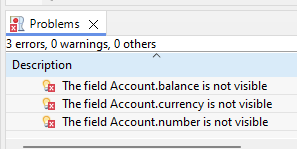 Problems
3 errors, 0 warnings, 0 others
Description
The field Account.balance is not visible
The field Account.currency is not visible
The field Account.number is not visible